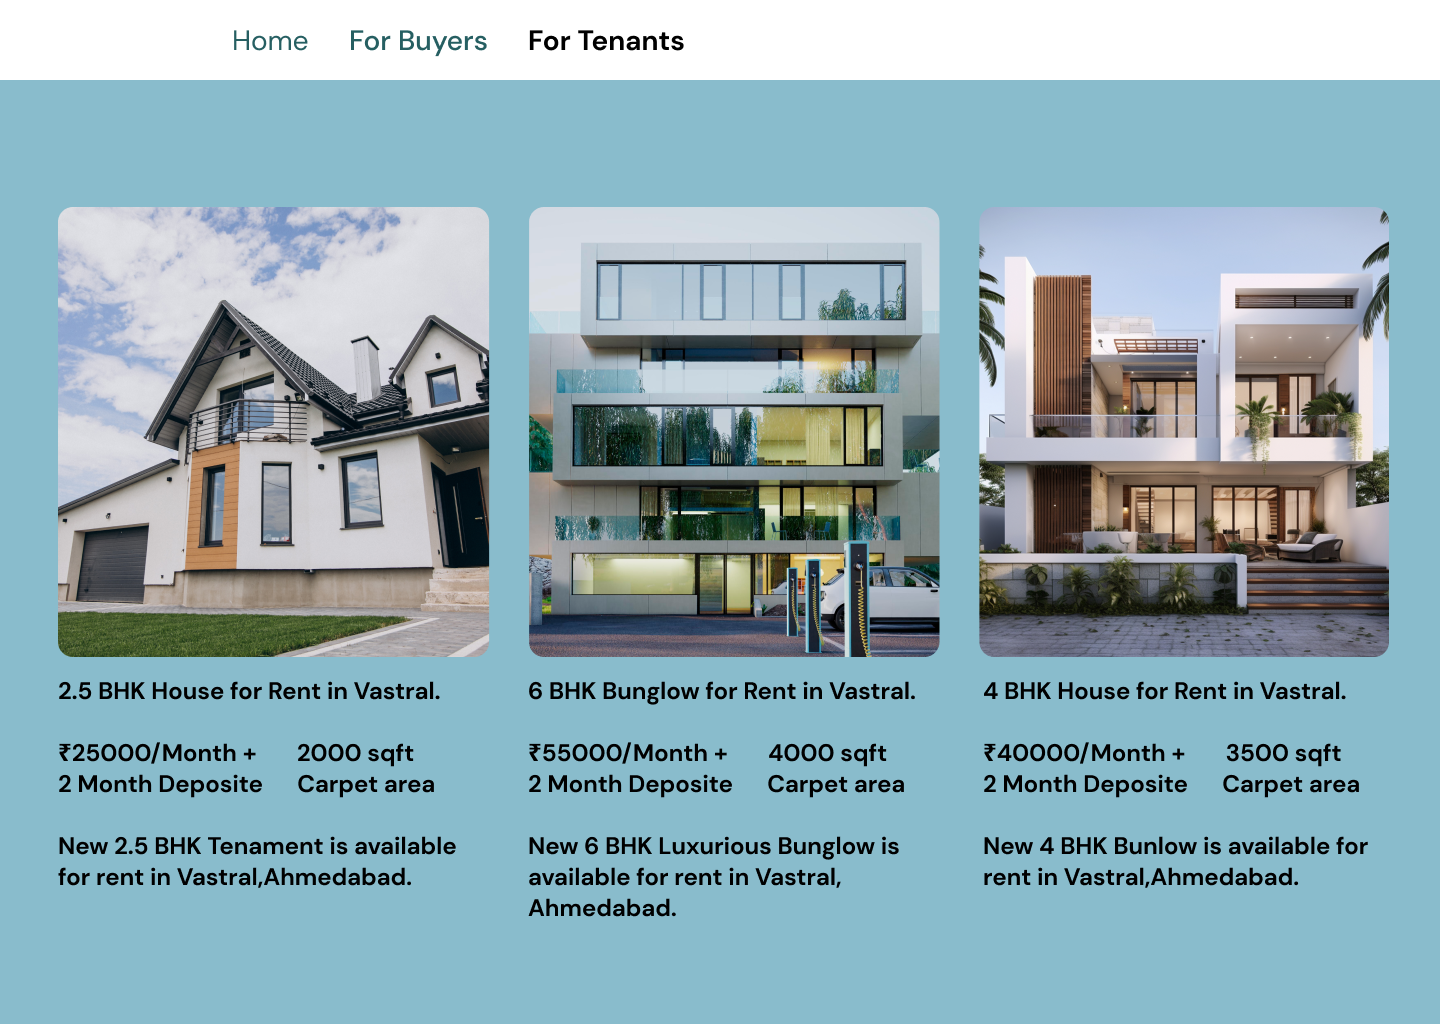 Home For Buyers For Tenants
2.5 BHK House for Rent in Vastral.
₹25000/Month + 2000 sqft
2 Month Deposite Carpet area
New 2.5 BHK Tenament is available
for rent in Vastral,Ahmedabad.
6 BHK Bunglow for Rent in Vastral.
₹55000/Month + 4000 sqft
2 Month Deposite Carpet area
New 6 BHK Luxurious Bunglow is
available for rent in Vastral,
Ahmedabad.
4 BHK House for Rent in Vastral.
₹40000/Month + 3500 sqft
2 Month Deposite Carpet area
New 4 BHK Bunlow is available for
rent in Vastral,Ahmedabad.